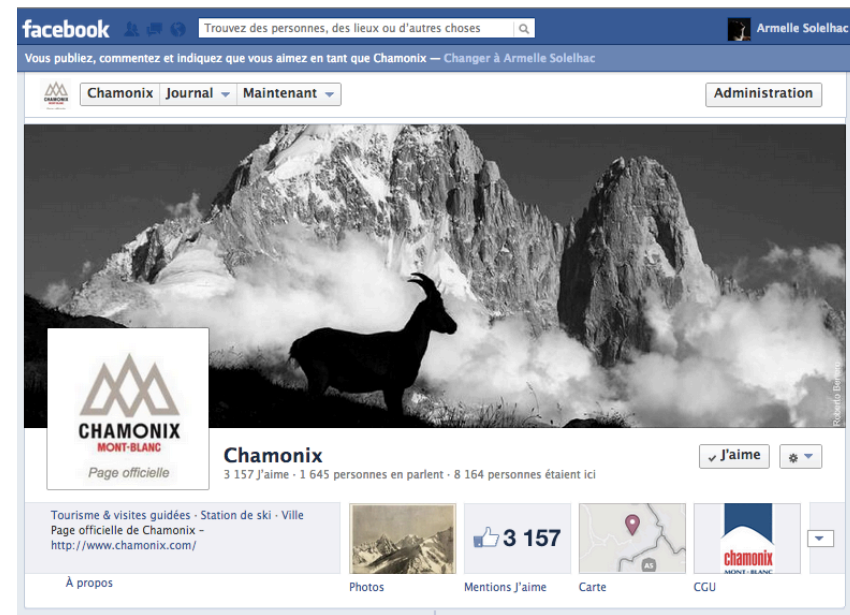 facebook
Trouvez des personnes, des lieux ou d'autres choses
Armelle Solelhac
Vous publiez, commentez et indiquez que vous aimez en tant que Chamonix — Changer à Armelle Solelhac
CHAMONIX
Chamonix
Journal
Maintenant
Administration
Roberto Bertero
CHAMONIX
MONT-BLANC
Page officielle
Chamonix
3 157 J'aime · 1 645 personnes en parlent · 8 164 personnes étaient ici
J'aime
Tourisme & visites guidées · Station de ski · Ville
Page officielle de Chamonix –
http://www.chamonix.com/
À propos
3 157
A5
chamonix
MONT-BLANC
Photos
Mentions J'aime
Carte
CGU